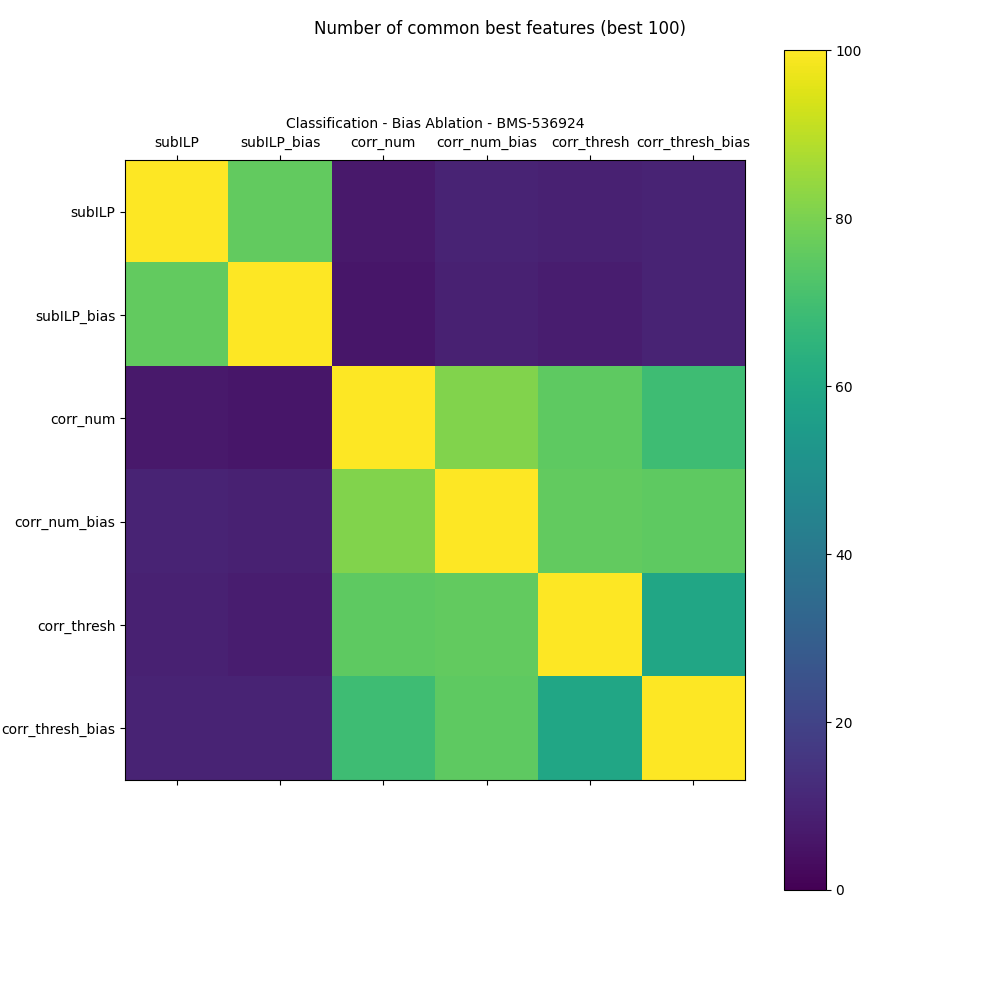 Number of common best features (best 100)
Classification - Bias Ablation - BMS-536924
subILP subILP_bias corr_num corr_num_bias corr_thresh corr_thresh_bias
subILP
subILP_bias
corr_num
corr_num_bias
corr_thresh
corr_thresh_bias
100
80
60
40
20
0